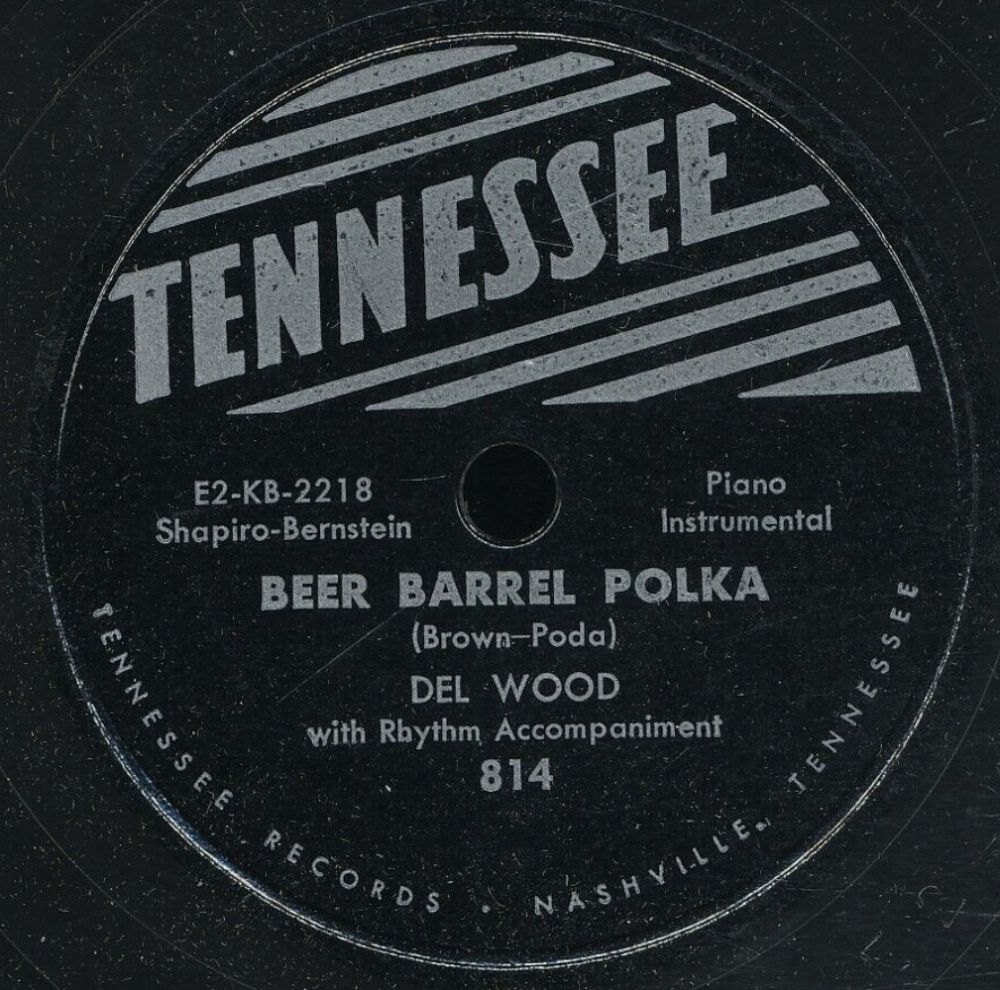 TENNESSEE
E2-KB-2218
Shapiro-Bernstein
Piano
Instrumental
BEER BARREL POLKA
(Brown-Poda)
DEL WOOD
with Rhythm Accompaniment
814
TENNESSEE RECORDS • NASHVILLE, TENNESSEE